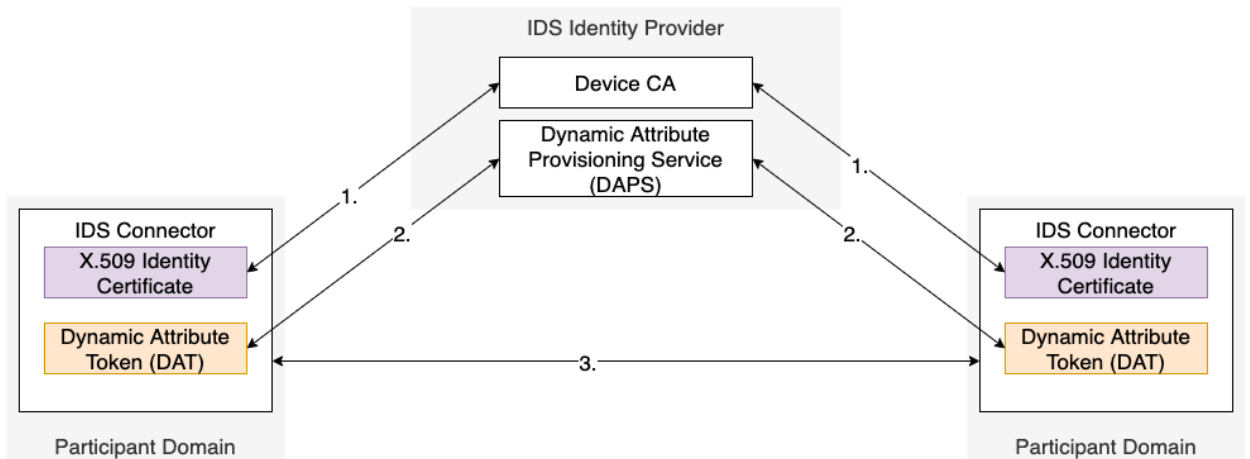 IDS Identity Provider
Device CA
Dynamic Attribute
Provisioning Service
(DAPS)
1.
1.
2.
2.
IDS Connector
X.509 Identity
Certificate
Dynamic Attribute
Token (DAT)
Participant Domain
3.
IDS Connector
X.509 Identity
Certificate
Dynamic Attribute
Token (DAT)
Participant Domain